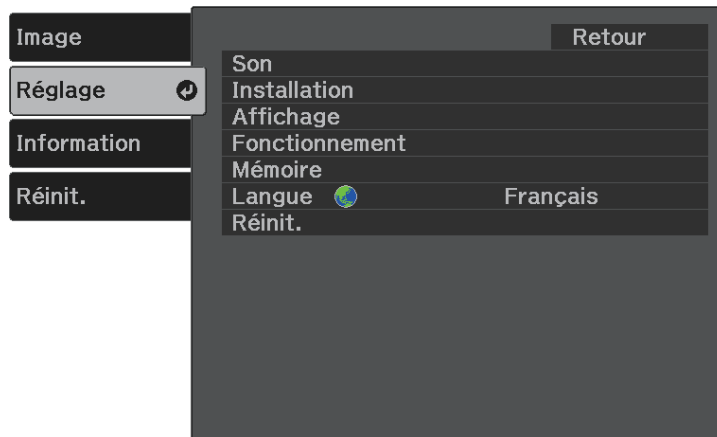 Image
Réglage
Information
Réinit.
Retour
Son
Installation
Affichage
Fonctionnement
Mémoire
Langue Français
Réinit.